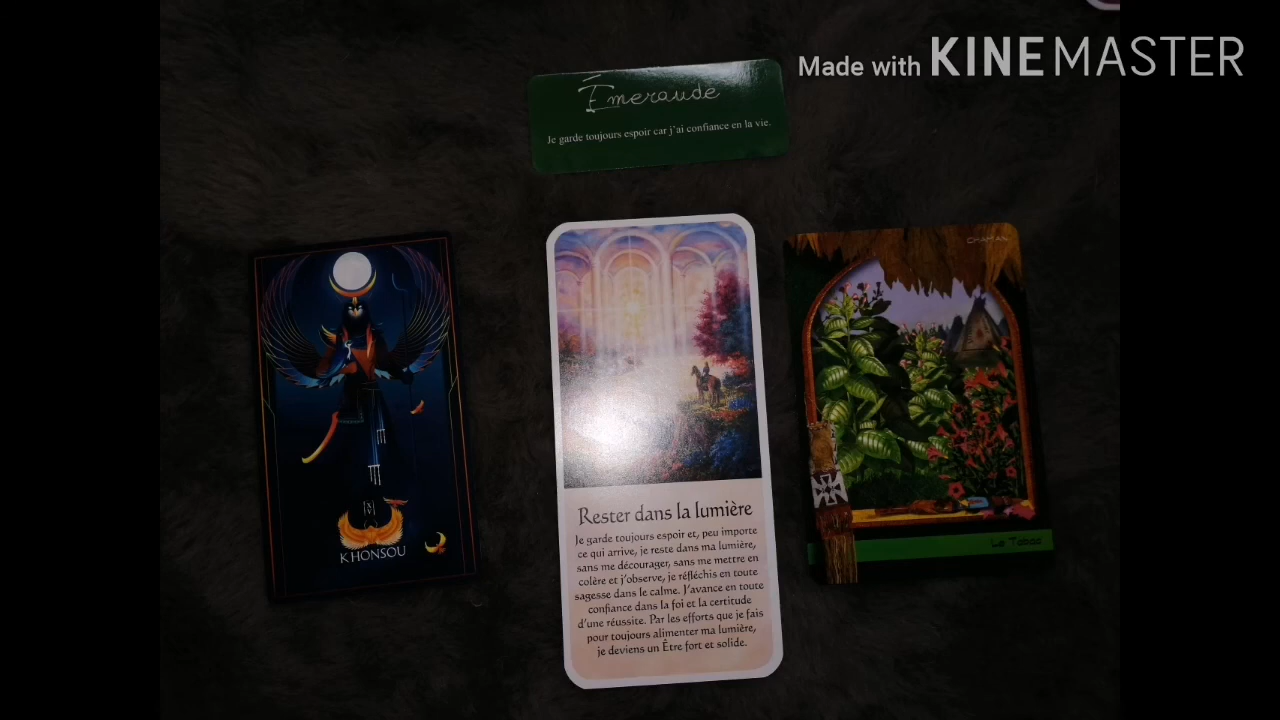 Made with KINEMASTER
Émeraude
Je garde toujours espoir car j'ai confiance en la vie.
CHAMAN
KHONSOU
Rester dans la lumière
Je garde toujours espoir et, peu importe
ce qui arrive, je reste dans ma lumière,
sans me décourager, sans me mettre en
colère et j'observe, je réfléchis en toute
sagesse dans le calme. J'avance en toute
confiance dans la foi et la certitude
d'une réussite. Par les efforts que je fais
pour toujours alimenter ma lumière,
je deviens un Être fort et solide.
Le Tabac